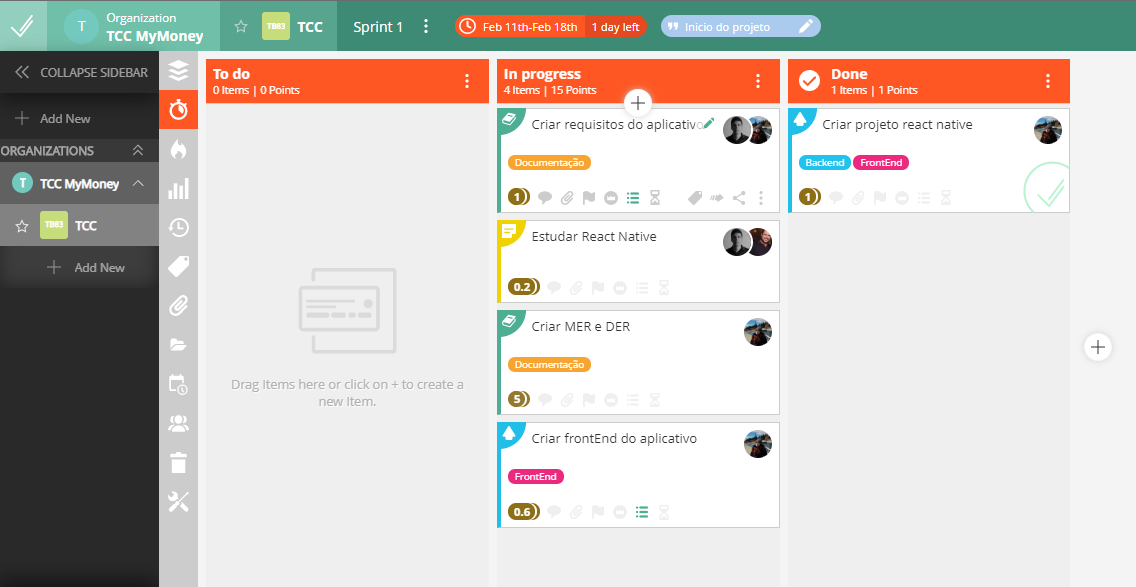 T
Organization
TCC MyMoney
TB83
TCC
Sprint 1
Feb 11th-Feb 18th
1 day left
Inicio do projeto
COLLAPSE SIDEBAR
Add New
ORGANIZATIONS
T
TCC MyMoney
TB83
TCC
Add New
To do
0 Items | 0 Points
Drag Items here or click on + to create a
new Item.
In progress
4 Items | 15 Points
Criar requisitos do aplicativo
Documentação
1
Estudar React Native
0.2
Criar MER e DER
Documentação
5
Criar frontEnd do aplicativo
FrontEnd
0.6
Done
1 Items | 1 Points
Criar projeto react native
Backend
FrontEnd
1